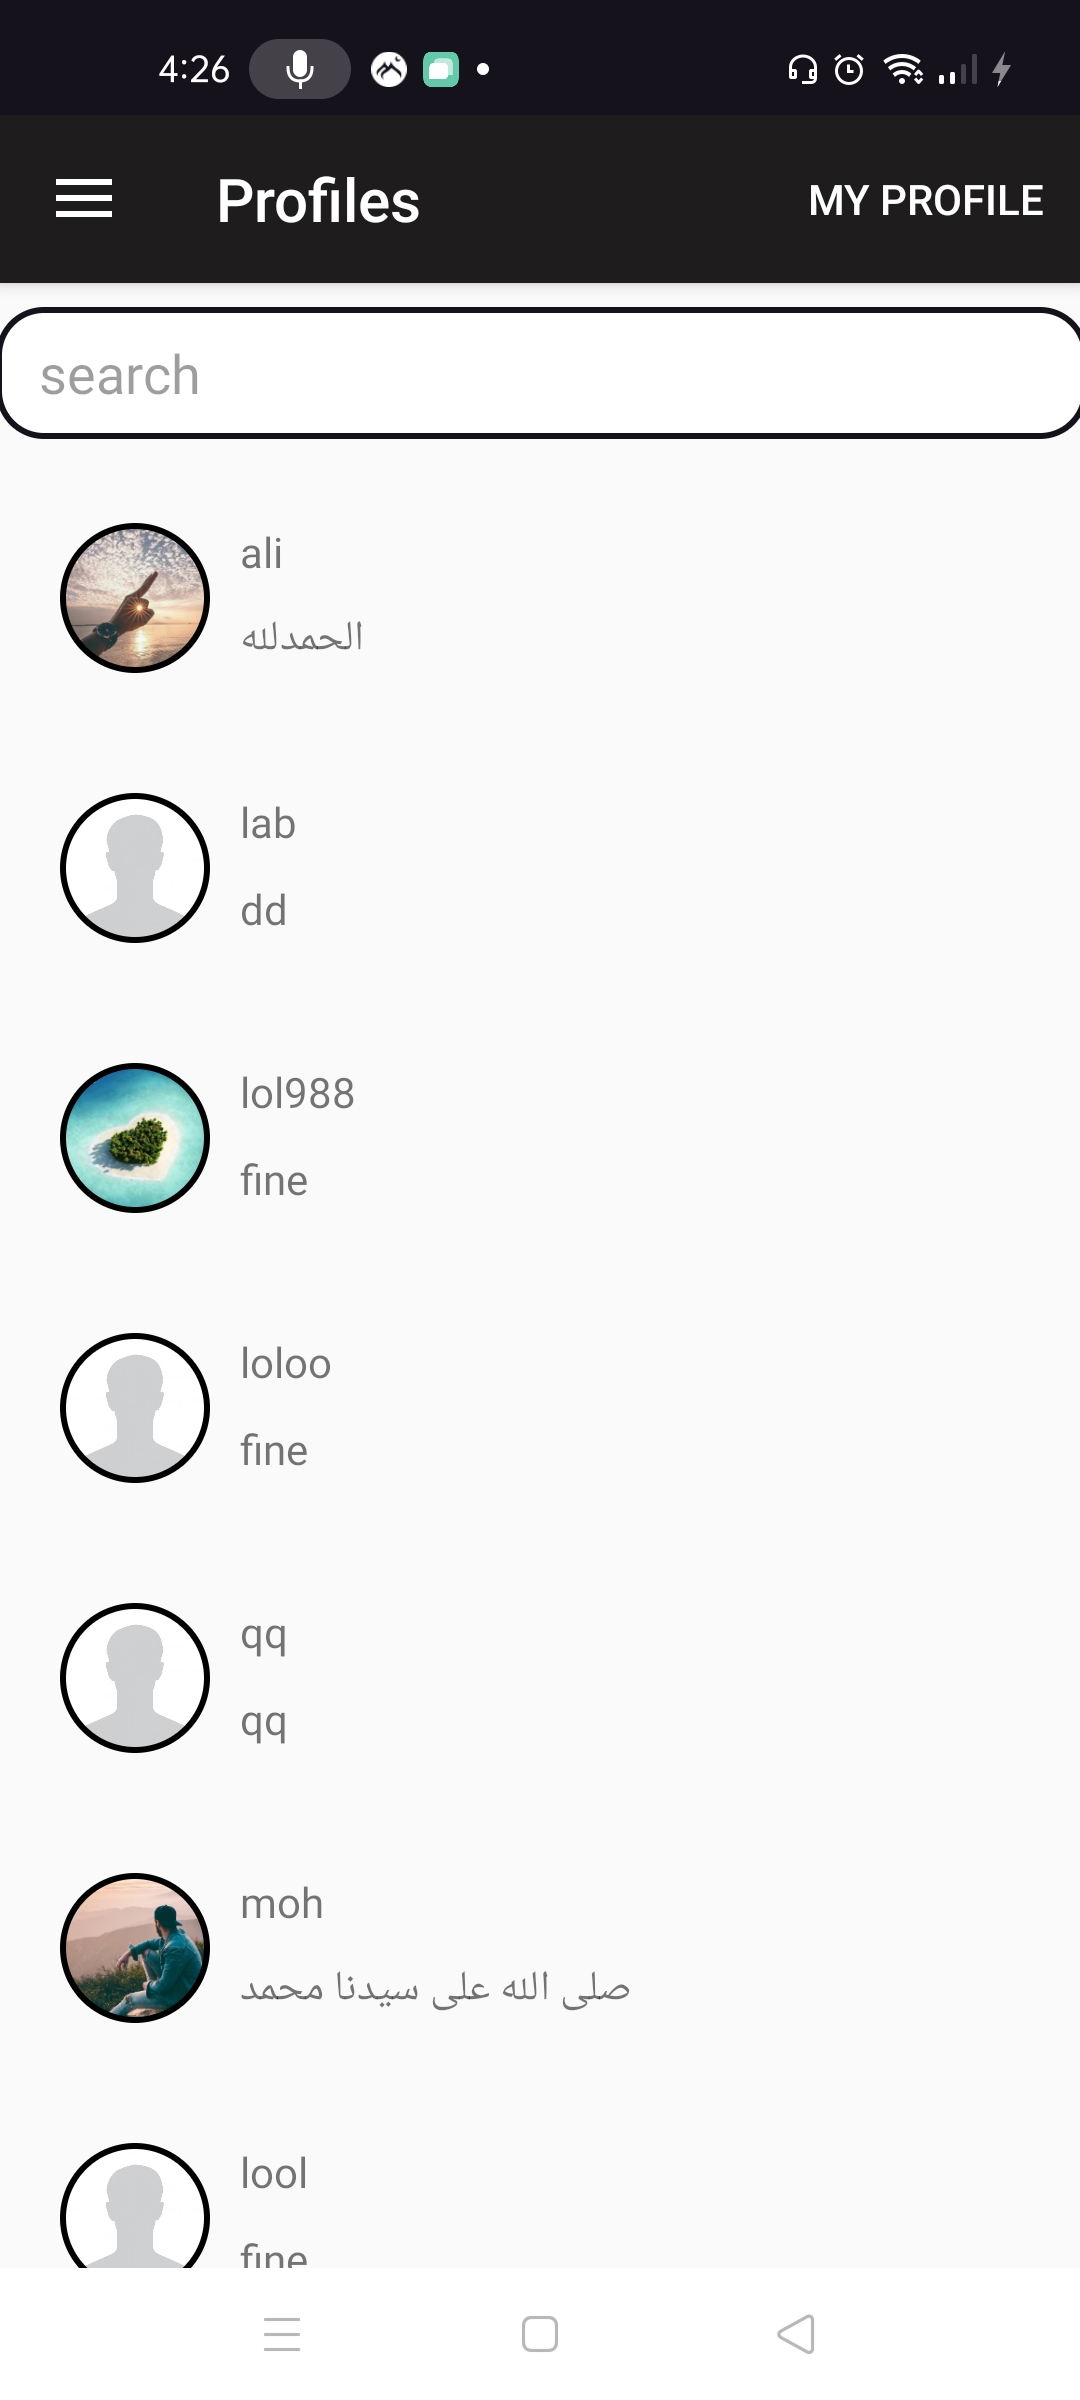 4:26
Profiles
MY PROFILE
search
ali
الحمدلله
lab
dd
lol988
fine
loloo
fine
qq
qq
moh
صلى الله على سيدنا محمد
lool
fine